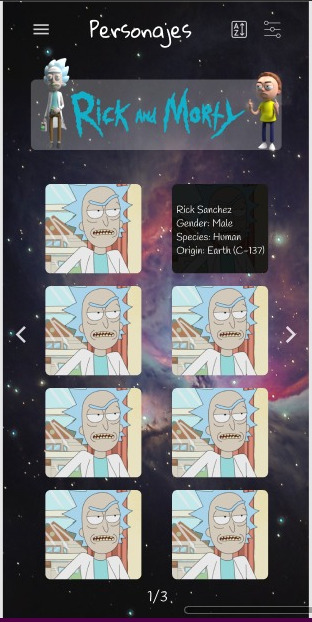 Personajes
A
Z
Rick and Morty
Rick Sanchez
Gender: Male
Species: Human
Origin: Earth (C-137)
1/3